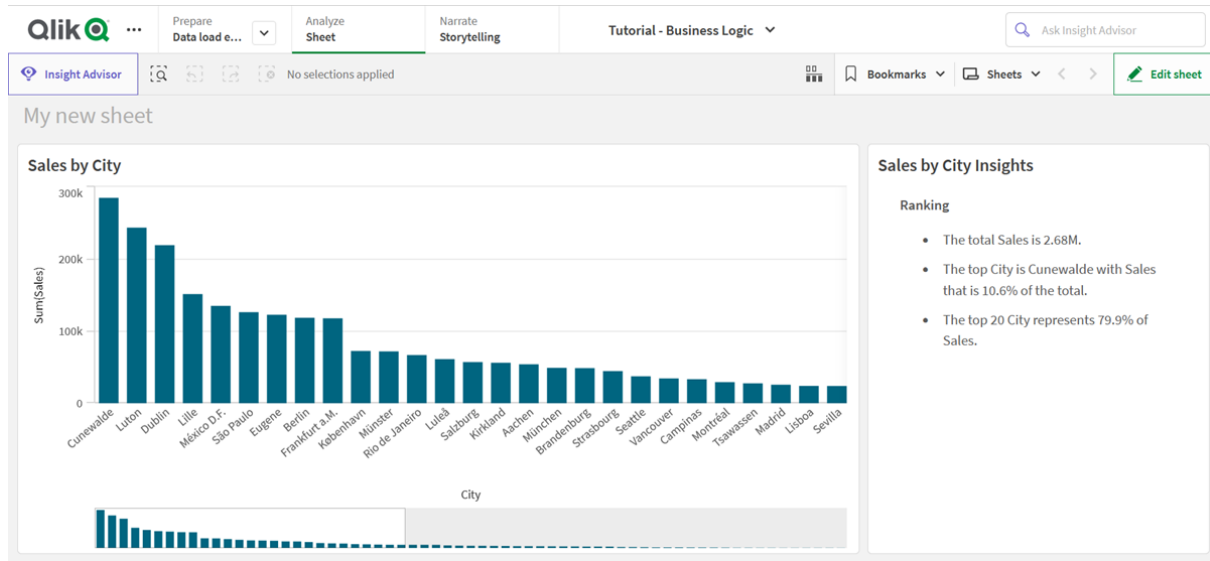 Qlik
Prepare
Data load e...
Analyze
Sheet
Narrate
Storytelling
Tutorial - Business Logic
Ask Insight Advisor
Insight Advisor
No selections applied
Bookmarks
Sheets
Edit sheet
My new sheet
Sales by City
300k
200k
100k
0
Sum(Sales)
Cunewalde
Luton
Dublin
Lille
México D.F.
São Paulo
Eugene
Berlin
Frankfurt a.M.
København
Münster
Rio de Janeiro
Luleå
Salzburg
Kirkland
Aachen
München
Brandenburg
Strasbourg
Seattle
Vancouver
Campinas
Montréal
Tsawassen
Madrid
Lisboa
Sevilla
City
Sales by City Insights
Ranking
• The total Sales is 2.68M.
• The top City is Cunewalde with Sales
that is 10.6% of the total.
• The top 20 City represents 79.9% of
Sales.